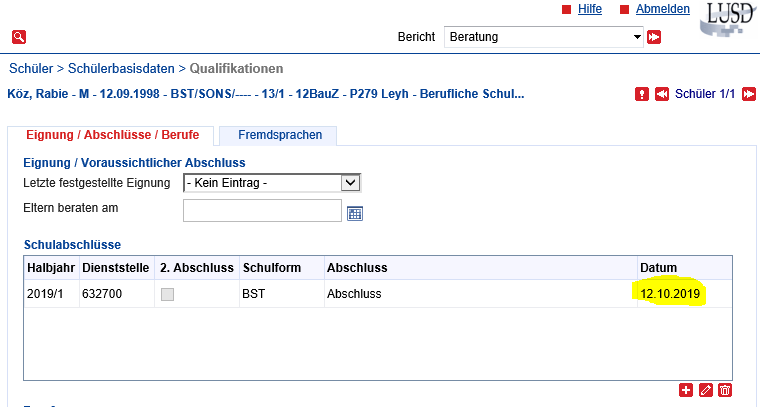 Hilfe Abmelden LUSD
Bericht Beratung
Schüler > Schülerbasisdaten > Qualifikationen
Köz, Rabie - M - 12.09.1998 - BST/SONS/---- - 13/1 - 12BauZ - P279 Leyh - Berufliche Schul... Schüler 1/1
Eignung / Abschlüsse / Berufe Fremdsprachen
Eignung / Voraussichtlicher Abschluss
Letzte festgestellte Eignung - Kein Eintrag -
Eltern beraten am
Schulabschlüsse
Halbjahr Dienststelle 2. Abschluss Schulform Abschluss Datum
2019/1 632700 BST Abschluss 12.10.2019